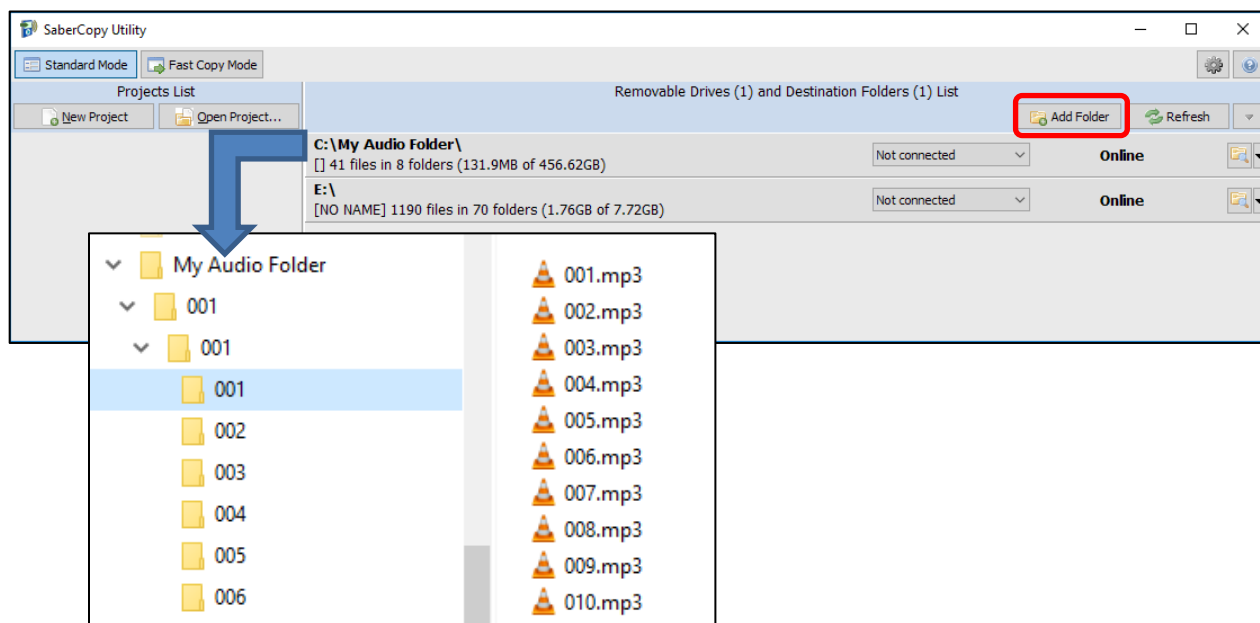 SaberCopy Utility
Standard Mode Fast Copy Mode
Projects List Removable Drives (1) and Destination Folders (1) List
New Project Open Project... Add Folder Refresh
C:\My Audio Folder\
[] 41 files in 8 folders (131.9MB of 456.62GB) Not connected Online
E:\
[NO NAME] 1190 files in 70 folders (1.76GB of 7.72GB) Not connected Online
My Audio Folder
001
001
001
002
003
004
005
006
001.mp3
002.mp3
003.mp3
004.mp3
005.mp3
006.mp3
007.mp3
008.mp3
009.mp3
010.mp3